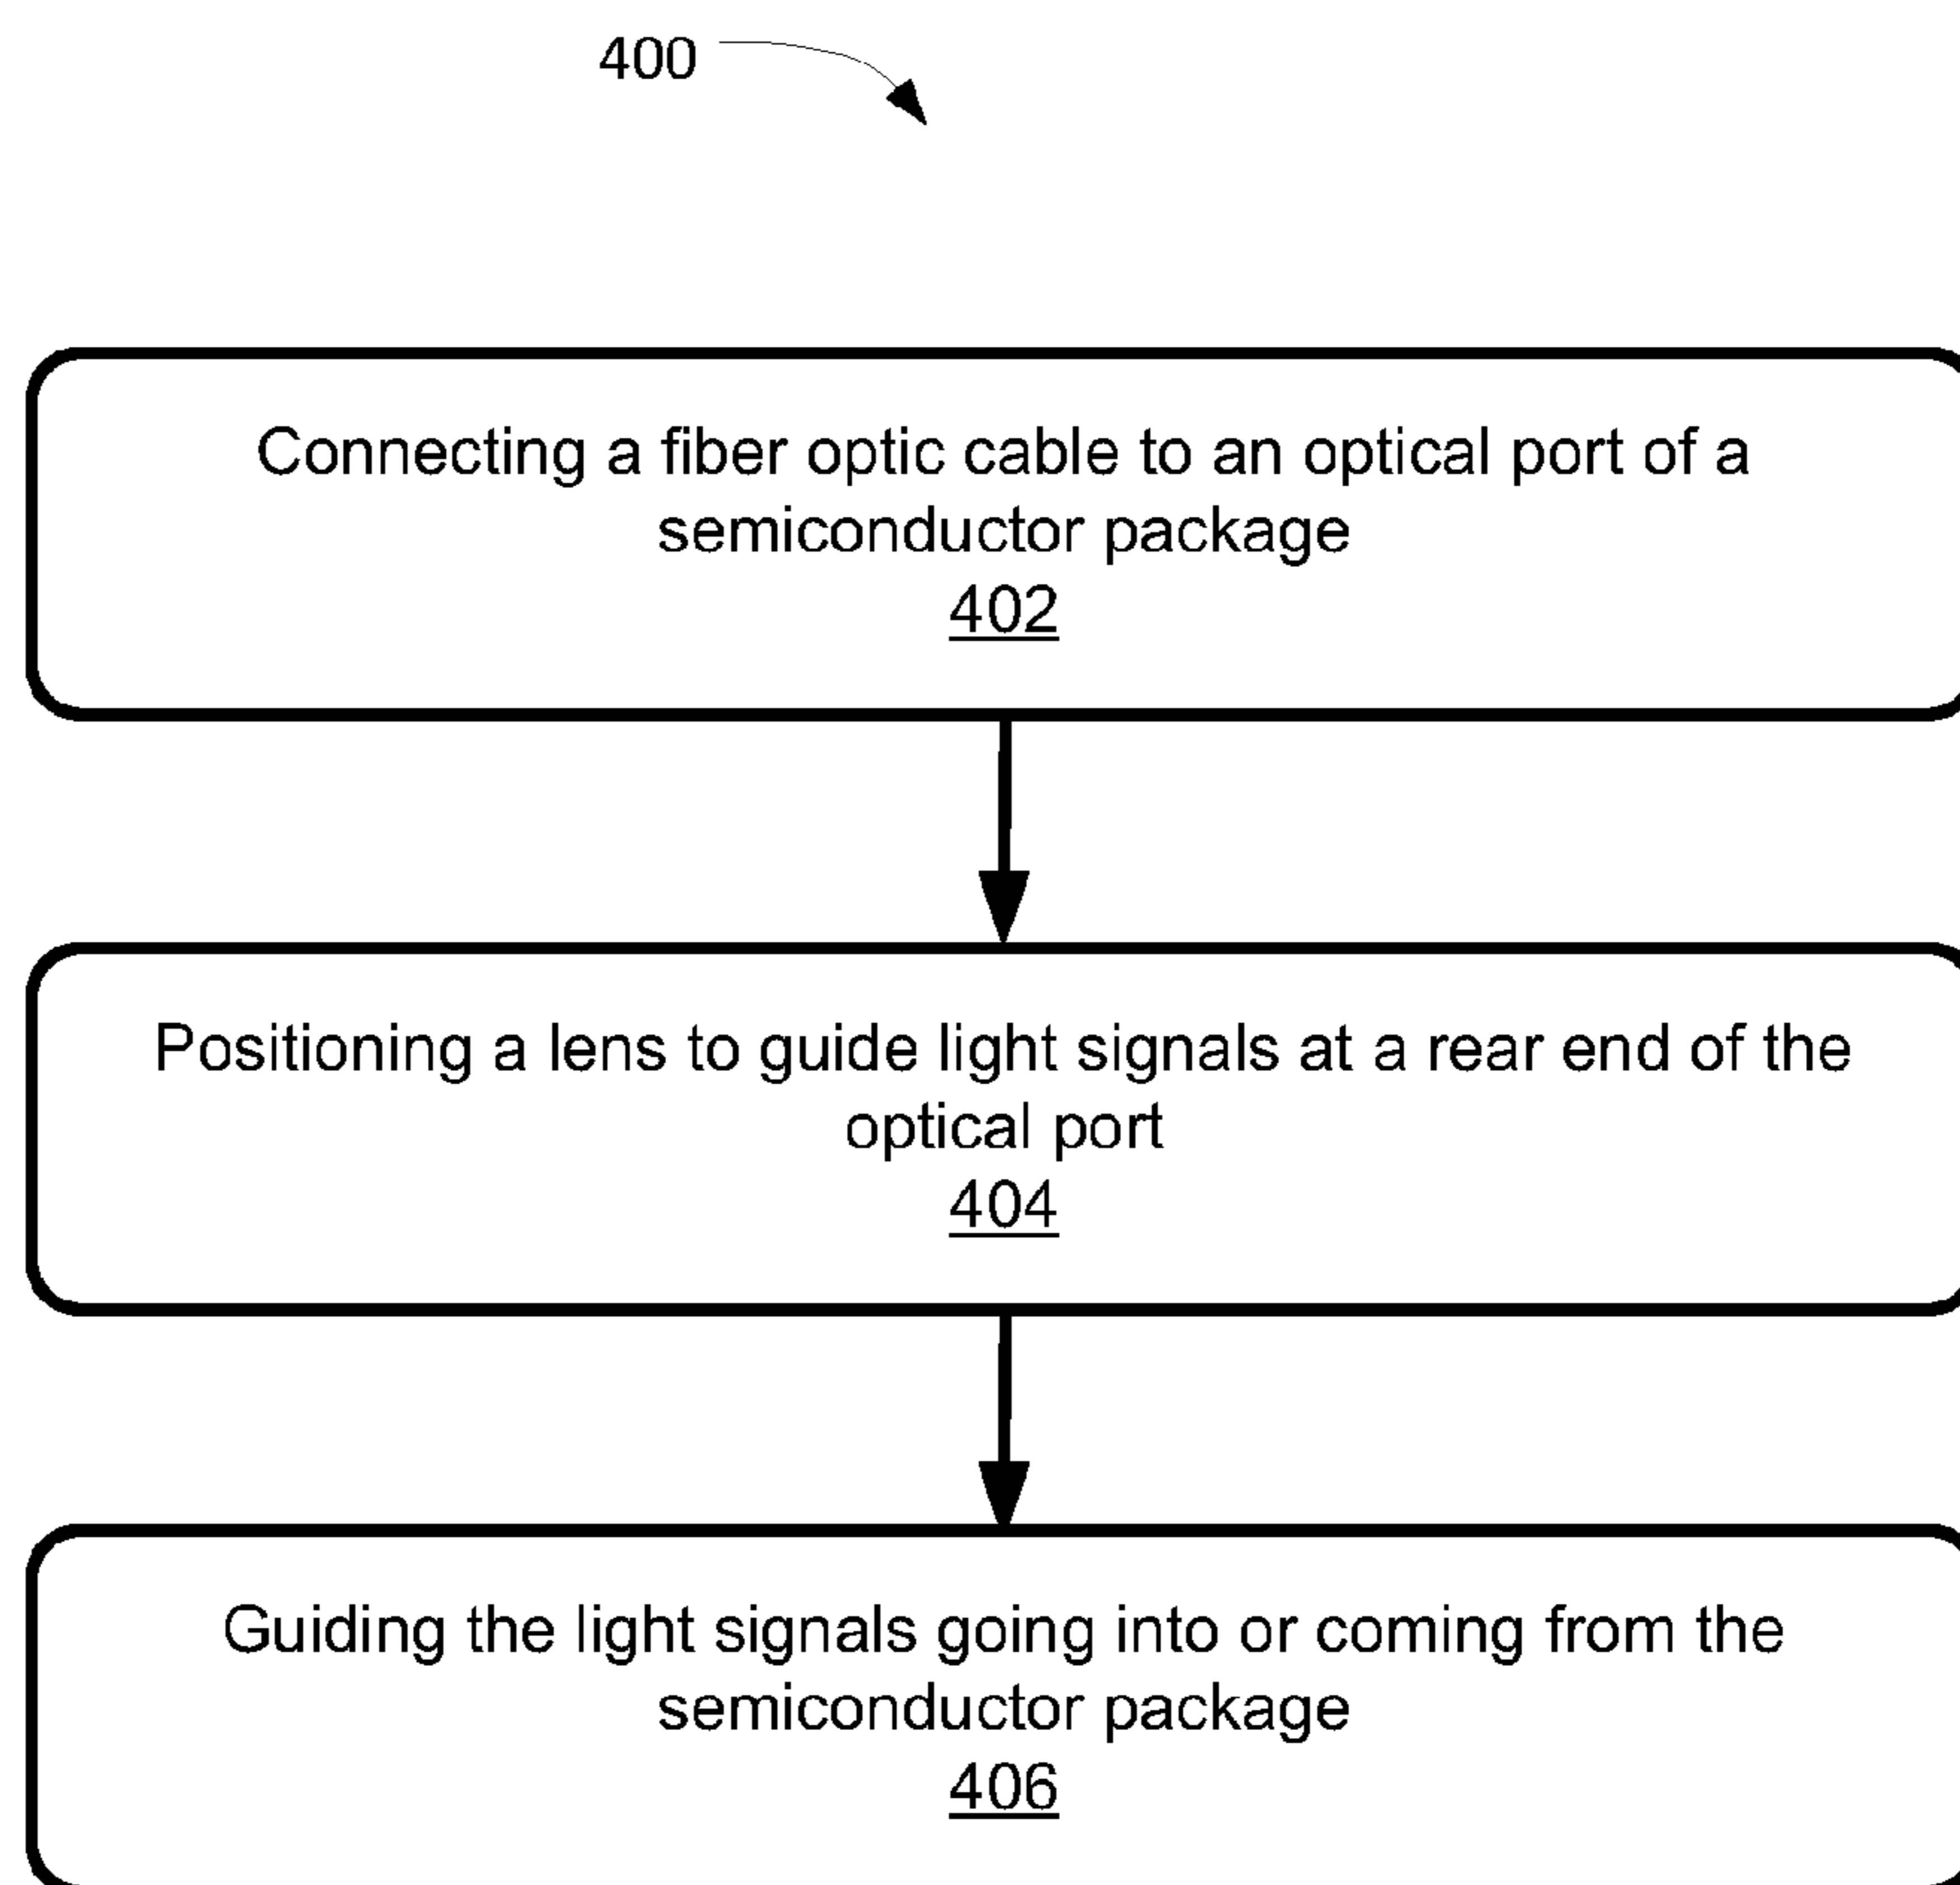 400
Connecting a fiber optic cable to an optical port of a
semiconductor package
402
Positioning a lens to guide light signals at a rear end of the
optical port
404
Guiding the light signals going into or coming from the
semiconductor package
406